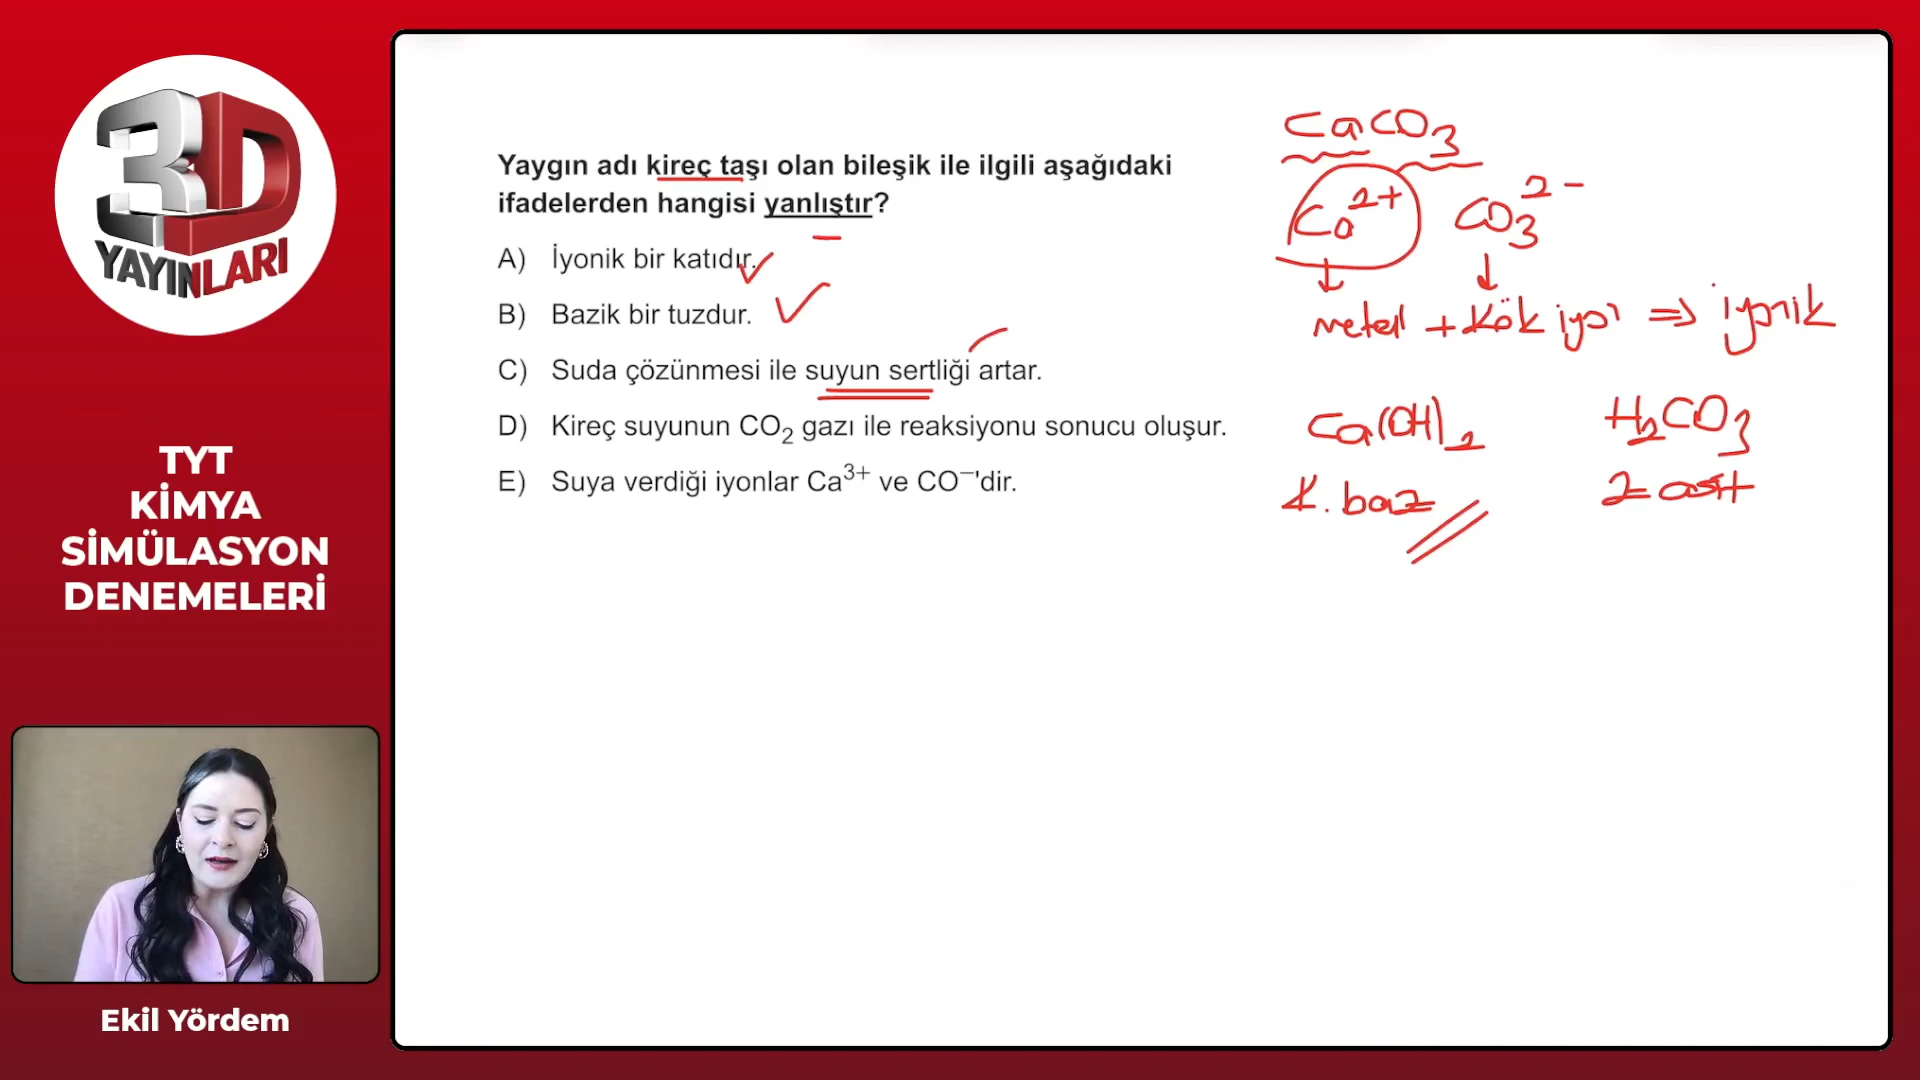 3D
YAYINLARI
TYT
KİMYA
SİMÜLASYON
DENEMELERİ
Ekil Yördem
Yaygın adı kireç taşı olan bileşik ile ilgili aşağıdaki
ifadelerden hangisi yanlıştır?
A) İyonik bir katıdır.
B) Bazik bir tuzdur.
C) Suda çözünmesi ile suyun sertliği artar.
D) Kireç suyunun CO₂ gazı ile reaksiyonu sonucu oluşur.
E) Suya verdiği iyonlar Ca³⁺ ve CO⁻'dir.
CaCO₃
Ca²⁺ CO₃²⁻
metal + kök iyon ⇒ iyonik
Ca(OH)₂ H₂CO₃
K. baz